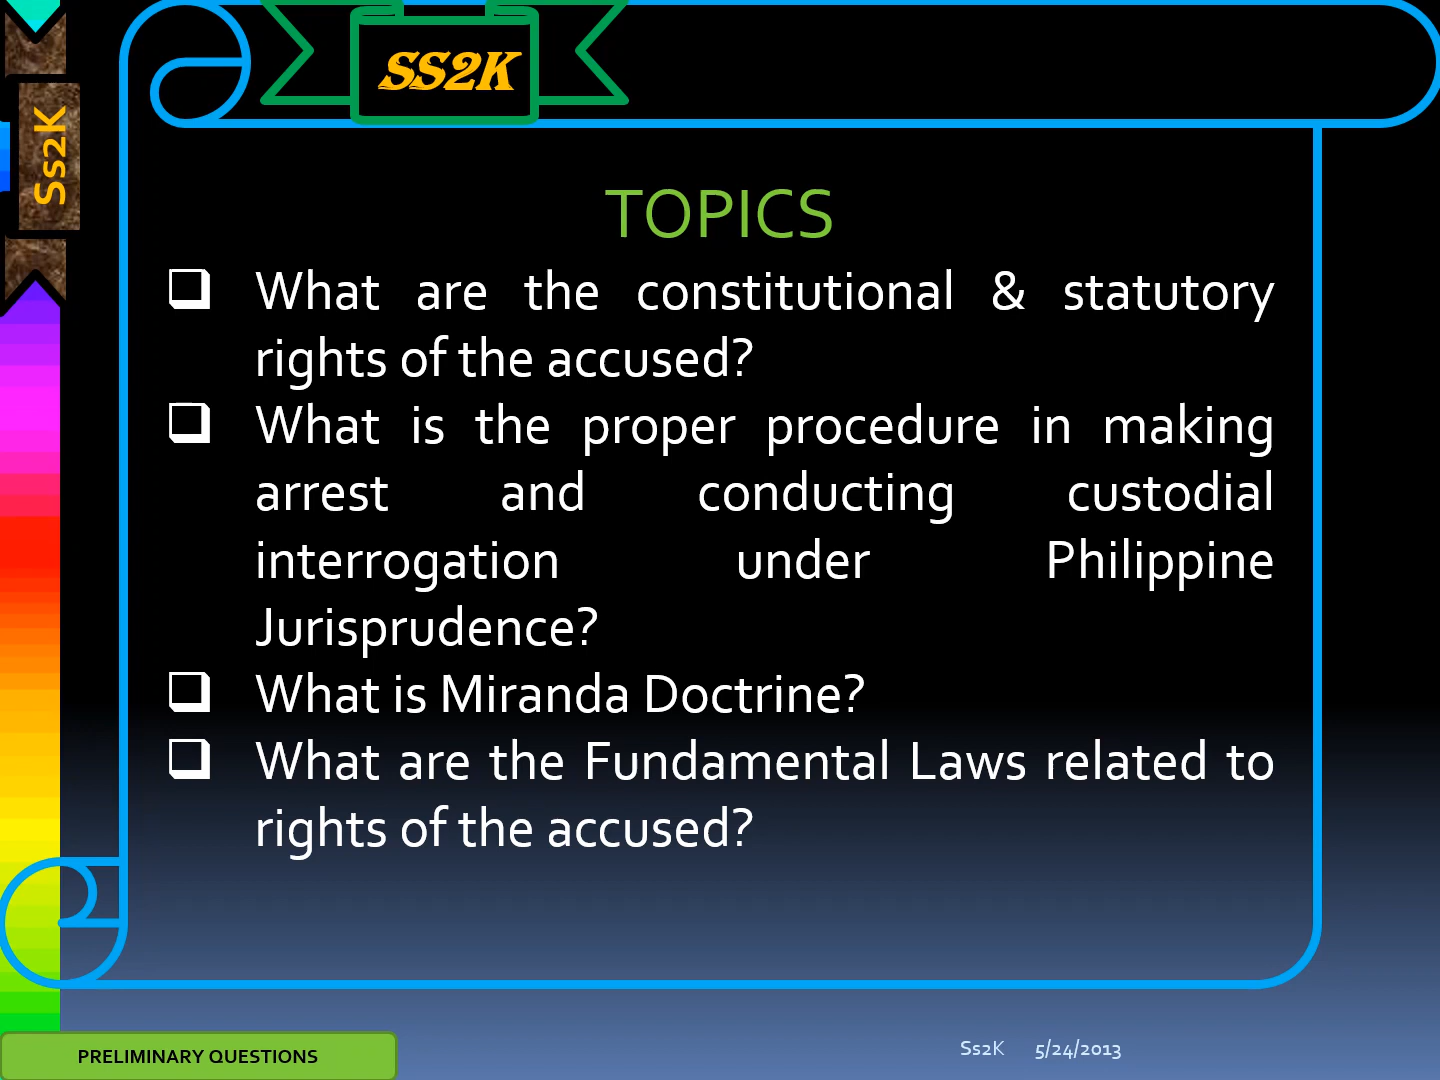 SS2K
Ss2K
TOPICS
❑ What are the constitutional & statutory
rights of the accused?
❑ What is the proper procedure in making
arrest and conducting custodial
interrogation under Philippine
Jurisprudence?
❑ What is Miranda Doctrine?
❑ What are the Fundamental Laws related to
rights of the accused?
PRELIMINARY QUESTIONS
Ss2K 5/24/2013